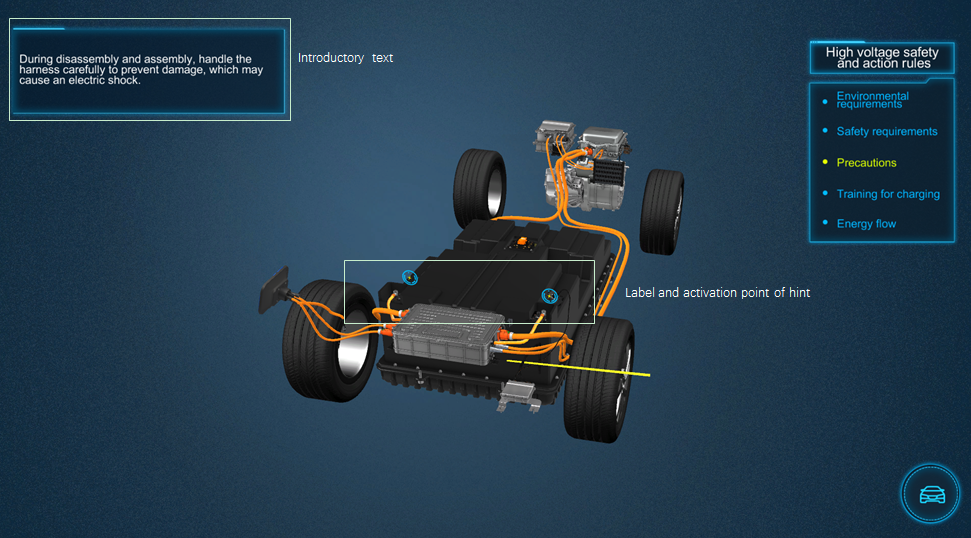 During disassembly and assembly, handle the
harness carefully to prevent damage, which may
cause an electric shock.
Introductory text
High voltage safety
and action rules
Environmental
requirements
Safety requirements
Precautions
Training for charging
Energy flow
Label and activation point of hint